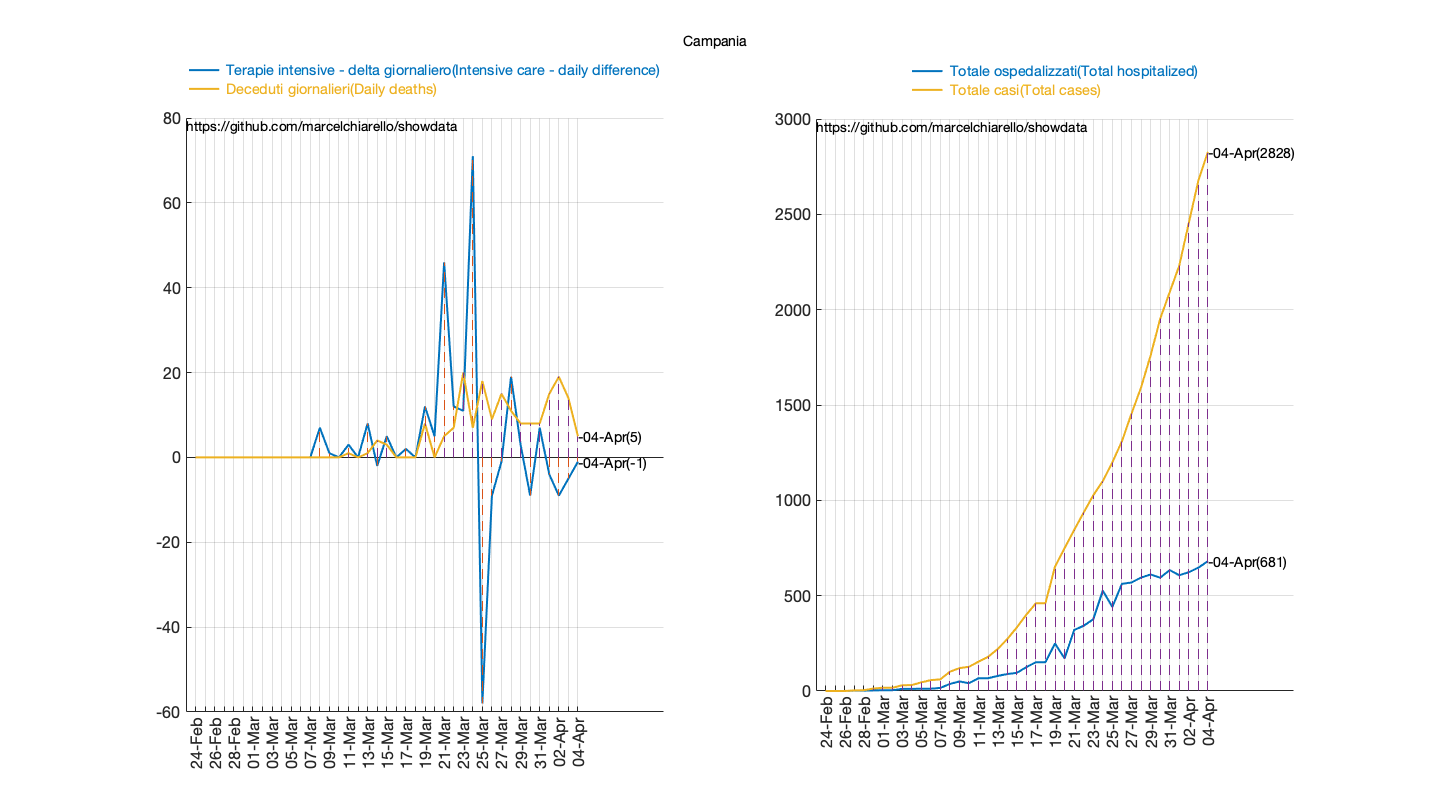 Campania
Terapie intensive - delta giornaliero(Intensive care - daily difference)
Deceduti giornalieri(Daily deaths)
80
https://github.com/marcelchiarello/showdata
60
40
20
0
-20
-40
-60
-04-Apr(5)
-04-Apr(-1)
24-Feb
26-Feb
28-Feb
01-Mar
03-Mar
05-Mar
07-Mar
09-Mar
11-Mar
13-Mar
15-Mar
17-Mar
19-Mar
21-Mar
23-Mar
25-Mar
27-Mar
29-Mar
31-Mar
02-Apr
04-Apr
Totale ospedalizzati(Total hospitalized)
Totale casi(Total cases)
3000
https://github.com/marcelchiarello/showdata
2500
2000
1500
1000
500
0
-04-Apr(2828)
-04-Apr(681)
24-Feb
26-Feb
28-Feb
01-Mar
03-Mar
05-Mar
07-Mar
09-Mar
11-Mar
13-Mar
15-Mar
17-Mar
19-Mar
21-Mar
23-Mar
25-Mar
27-Mar
29-Mar
31-Mar
02-Apr
04-Apr